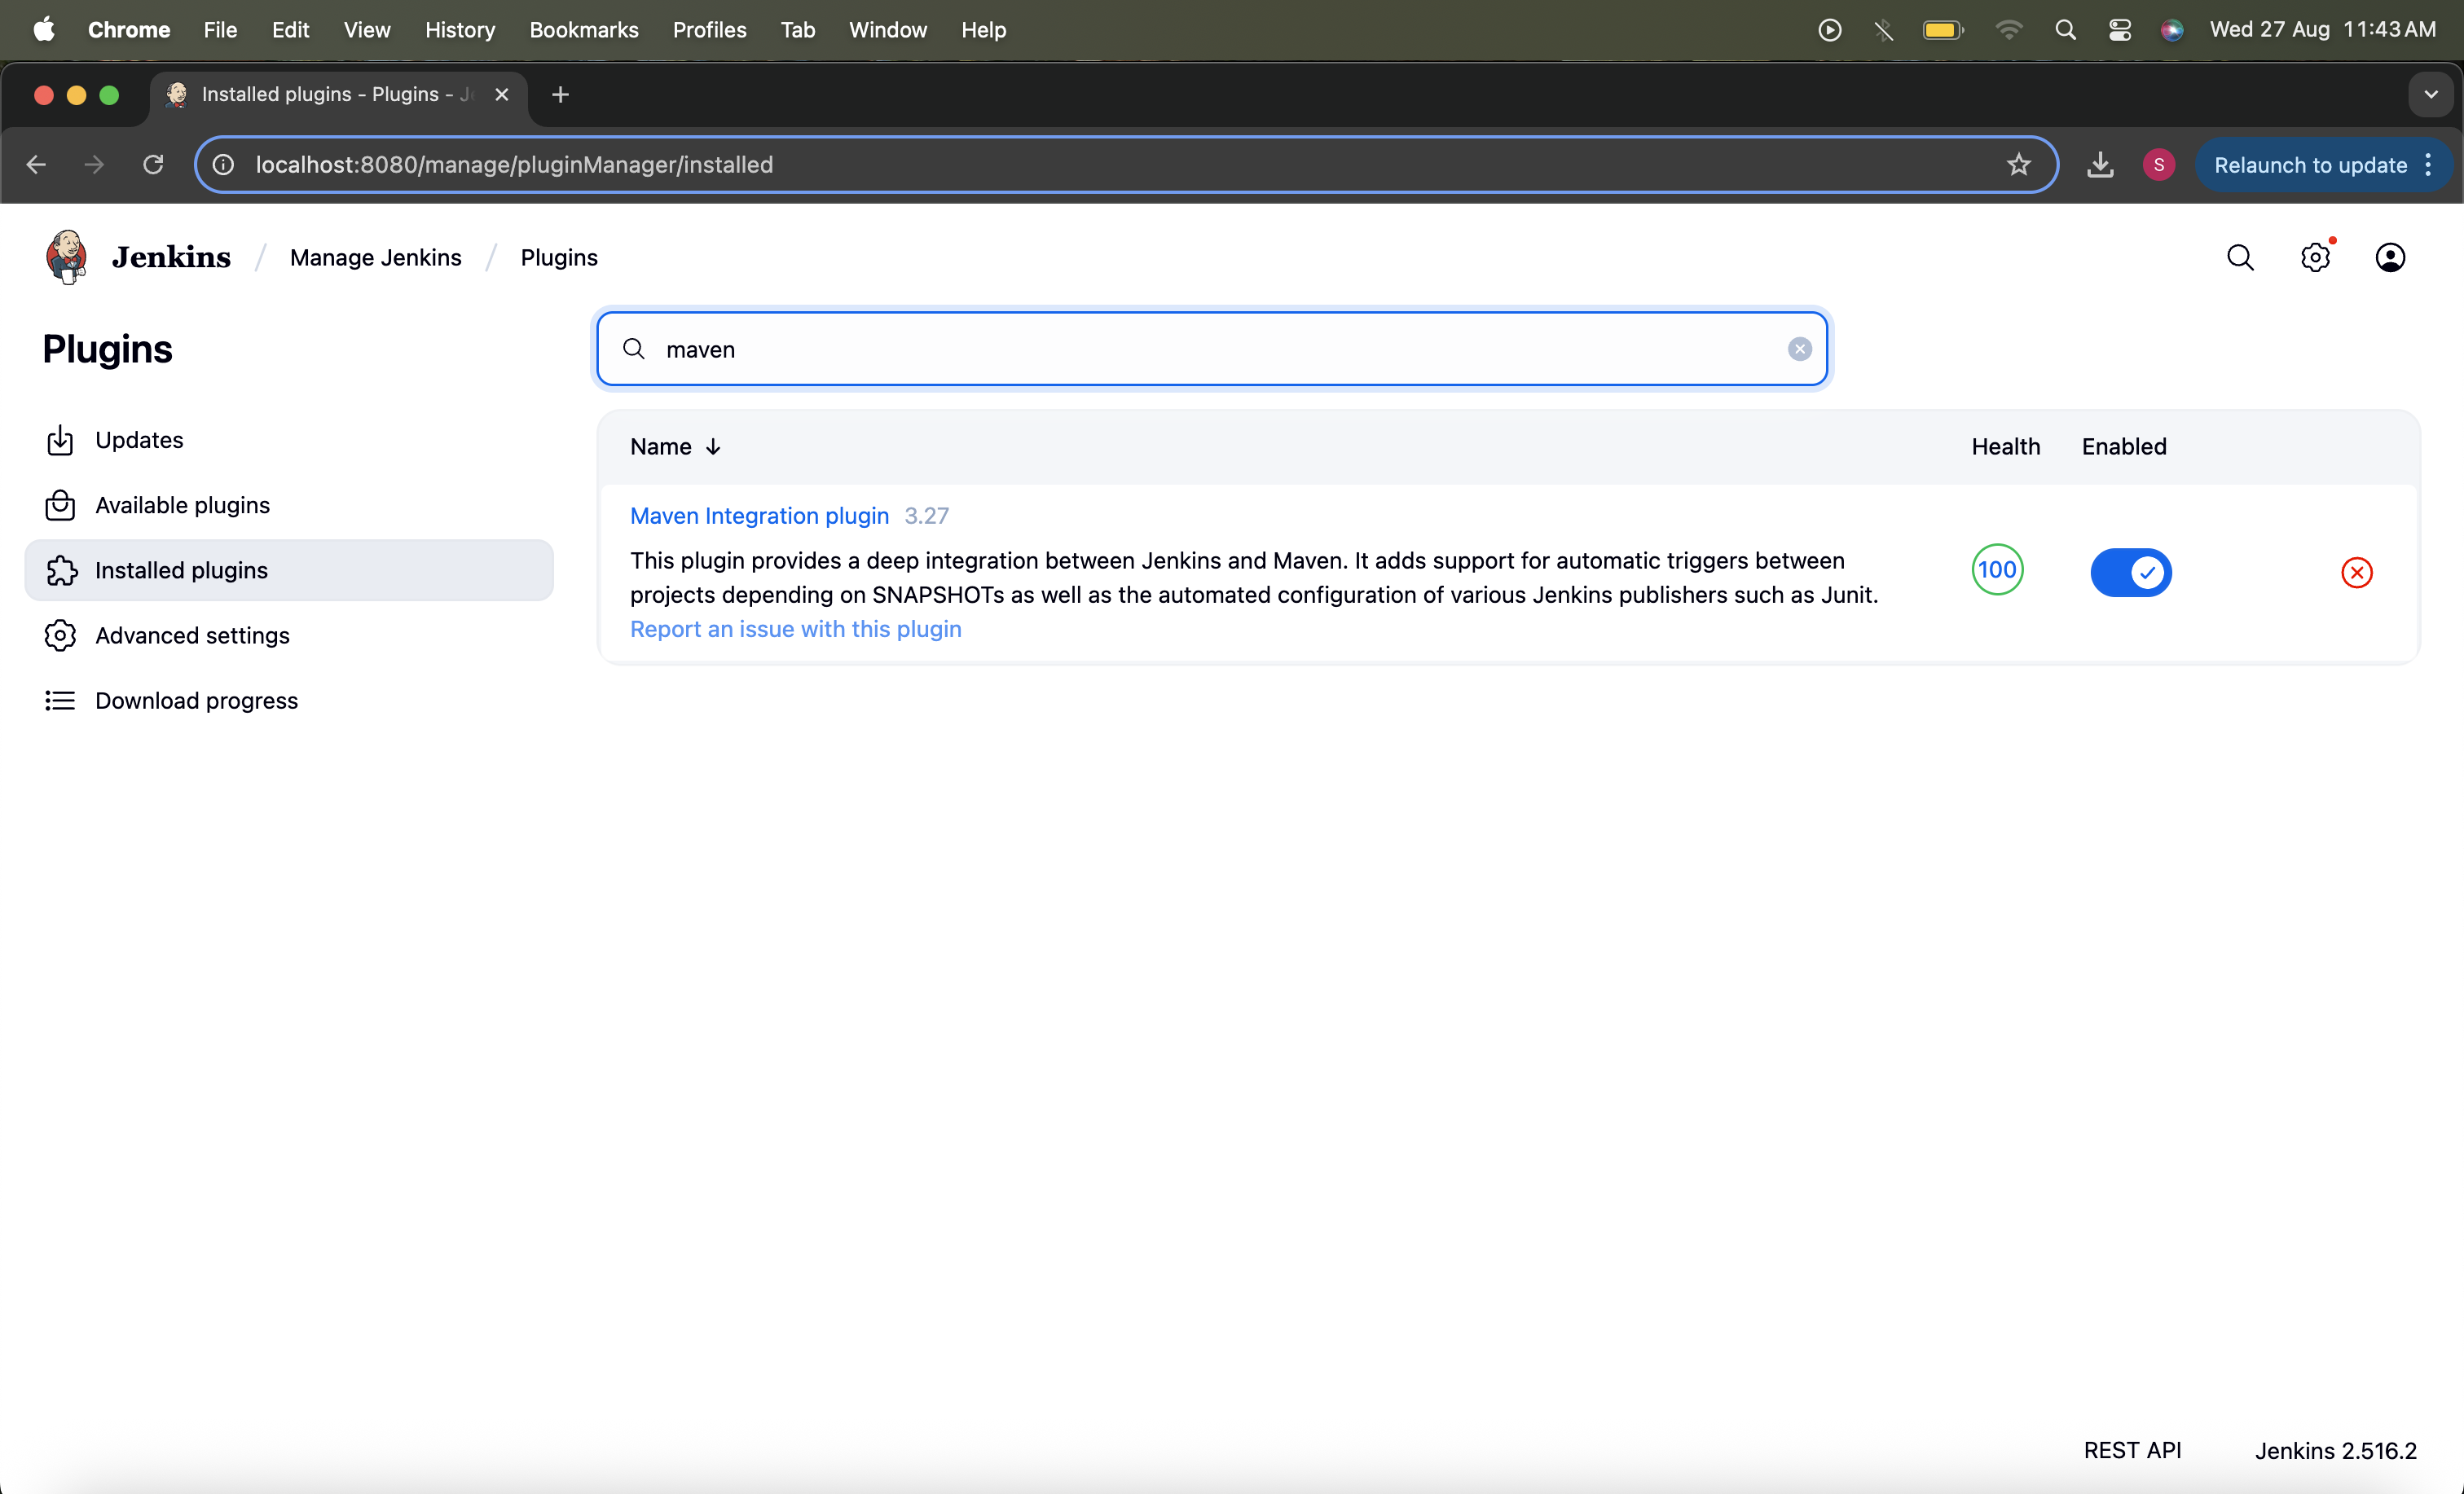 Chrome File Edit View History Bookmarks Profiles Tab Window Help Wed 27 Aug 11:43 AM
Installed plugins - Plugins - Je
localhost:8080/manage/pluginManager/installed S Relaunch to update
Jenkins / Manage Jenkins / Plugins
Plugins
maven
Updates
Available plugins
Installed plugins
Advanced settings
Download progress
Name Health Enabled
Maven Integration plugin 3.27
This plugin provides a deep integration between Jenkins and Maven. It adds support for automatic triggers between
projects depending on SNAPSHOTs as well as the automated configuration of various Jenkins publishers such as Junit.
Report an issue with this plugin
100
REST API Jenkins 2.516.2